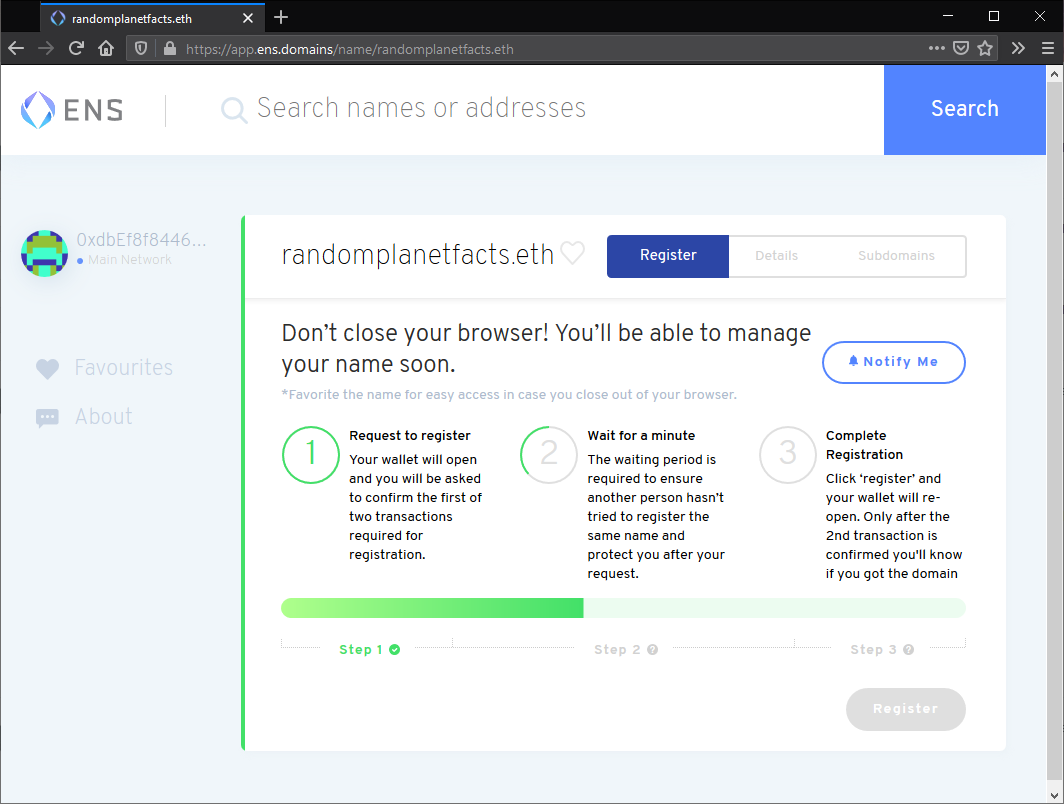 randomplanetfacts.eth
https://app.ens.domains/name/randomplanetfacts.eth
ENS
Search names or addresses
Search
0xdbEf8f8446...
Main Network
Favourites
About
randomplanetfacts.eth
Register
Details
Subdomains
Don’t close your browser! You’ll be able to manage
your name soon.
*Favorite the name for easy access in case you close out of your browser.
Notify Me
1
Request to register
Your wallet will open
and you will be asked
to confirm the first of
two transactions
required for
registration.
2
Wait for a minute
The waiting period is
required to ensure
another person hasn’t
tried to register the
same name and
protect you after your
request.
3
Complete
Registration
Click ‘register’ and
your wallet will re-
open. Only after the
2nd transaction is
confirmed you'll know
if you got the domain
Step 1
Step 2
Step 3
Register